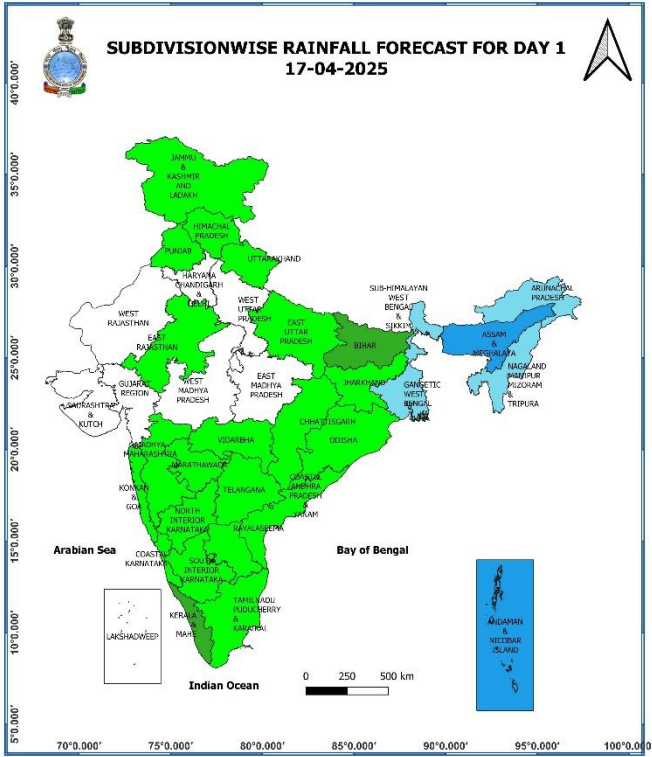 SUBDIVISIONWISE RAINFALL FORECAST FOR DAY 1
17-04-2025
40°0.000'
35°0.000'
30°0.000'
25°0.000'
20°0.000'
15°0.000'
10°0.000'
5°0.000'
JAMMU
&
KASHMIR
AND
LADAKH
HIMACHAL
PRADESH
PUNJAB
UTTARAKHAND
HARYANA
CHANDIGARH
&
DELHI
WEST
UTTAR
PRADESH
WEST
RAJASTHAN
EAST
RAJASTHAN
EAST
UTTAR
PRADESH
SUB-HIMALAYAN
WEST
BENGAL
&
SIKKIM
ARUNACHAL
PRADESH
BIHAR
ASSAM
&
MEGHALAYA
NAGALAND
MANIPUR
MIZORAM
&
TRIPURA
GUJARAT
REGION
SAURASHTRA
&
KUTCH
WEST
MADHYA
PRADESH
EAST
MADHYA
PRADESH
JHARKHAND
GANGETIC
WEST
BENGAL
CHHATTISGARH
ODISHA
VIDARBHA
MADHYA
MAHARASHTRA
MARATHAWADA
KONKAN
&
GOA
TELANGANA
COASTAL
ANDHRA
PRADESH
&
YANAM
NORTH
INTERIOR
KARNATAKA
RAYALASEEMA
Arabian Sea
Bay of Bengal
COASTAL
KARNATAKA
SOUTH
INTERIOR
KARNATAKA
KERALA
&
MAHE
TAMILNADU
PUDUCHERRY
&
KARAIKAL
LAKSHADWEEP
ANDAMAN
&
NICOBAR
ISLAND
Indian Ocean
0 250 500 km
70°0.000' 75°0.000' 80°0.000' 85°0.000' 90°0.000' 95°0.000' 100°0.000'